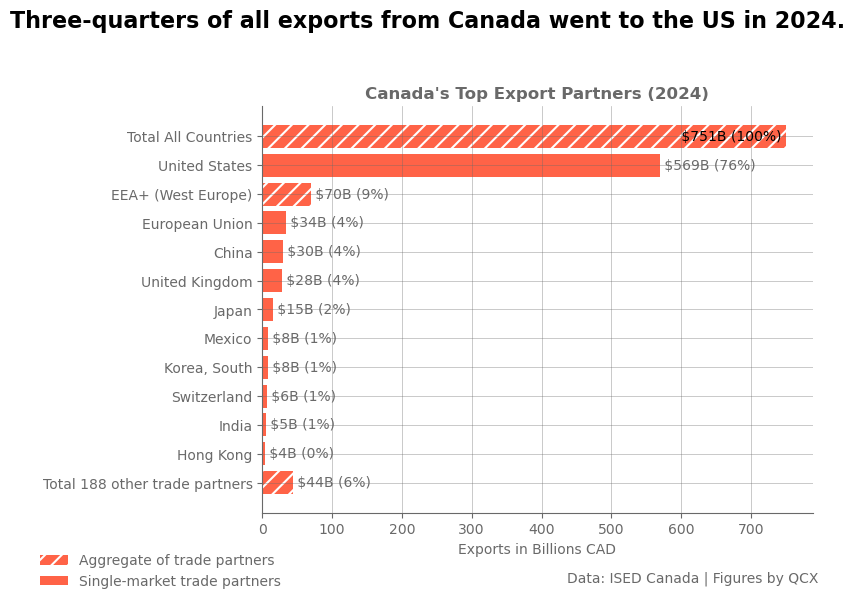 Three-quarters of all exports from Canada went to the US in 2024.
Canada's Top Export Partners (2024)
Total All Countries $751B (100%)
United States $569B (76%)
EEA+ (West Europe) $70B (9%)
European Union $34B (4%)
China $30B (4%)
United Kingdom $28B (4%)
Japan $15B (2%)
Mexico $8B (1%)
Korea, South $8B (1%)
Switzerland $6B (1%)
India $5B (1%)
Hong Kong $4B (0%)
Total 188 other trade partners $44B (6%)
0 100 200 300 400 500 600 700
Exports in Billions CAD
Aggregate of trade partners
Single-market trade partners
Data: ISED Canada | Figures by QCX